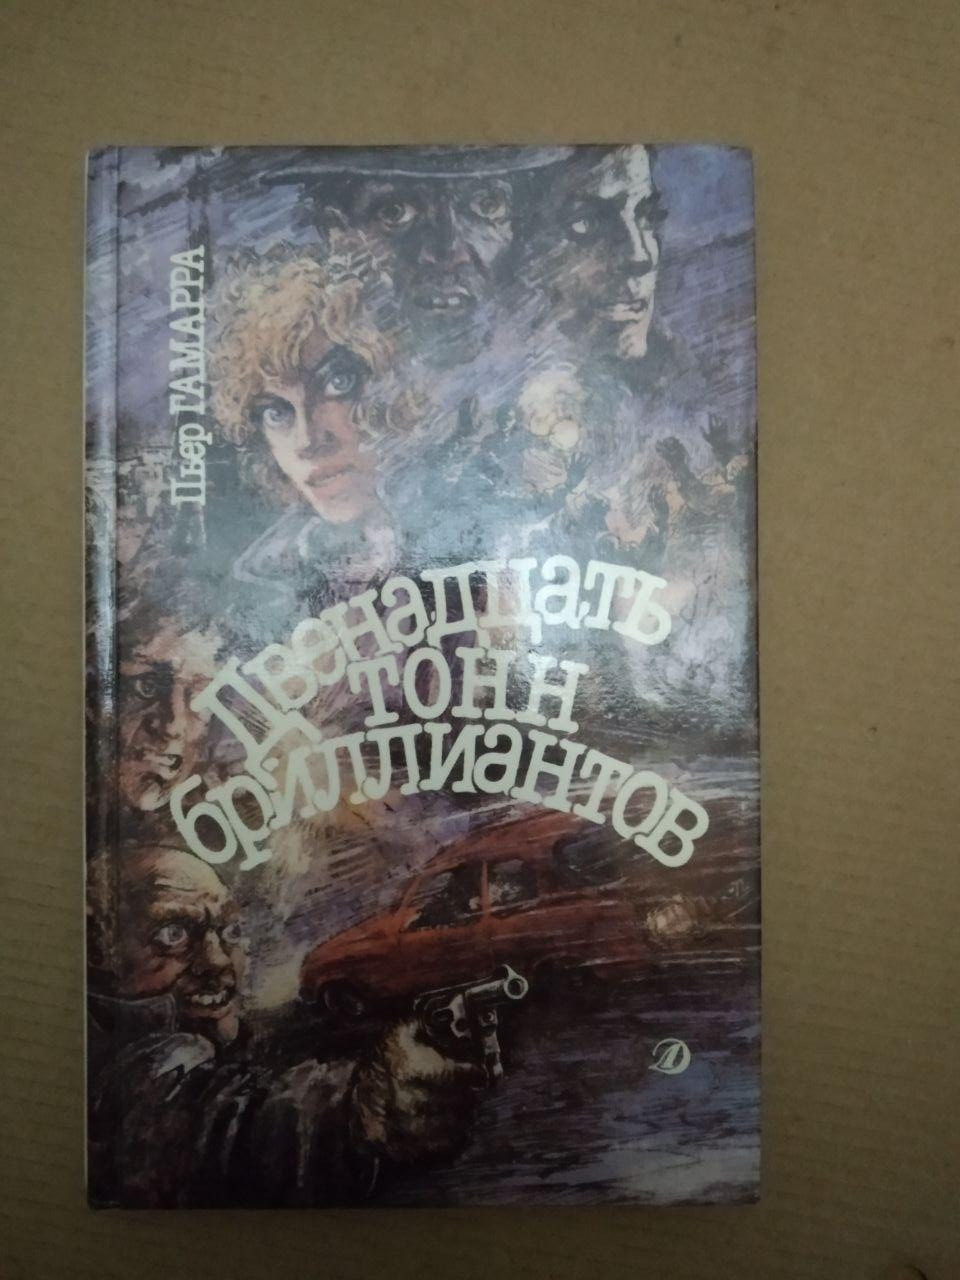 Пьер ГАМАРРА
Двенадцать
тонн
бриллиантов
Д